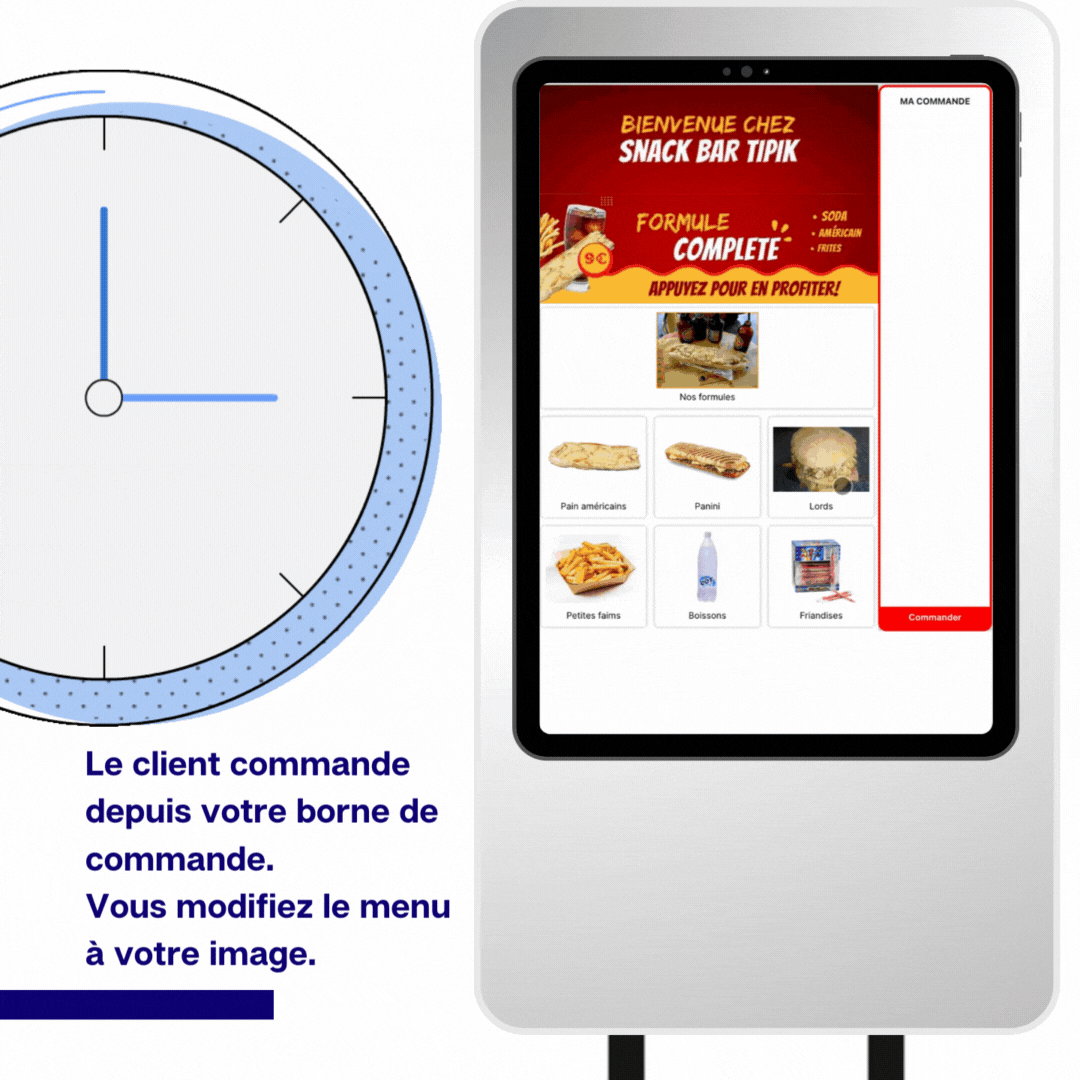 BIENVENUE CHEZ
SNACK BAR TIPIK
FORMULE
COMPLETE
9€
• SODA
• AMÉRICAIN
• FRITES
APPUYEZ POUR EN PROFITER!
MA COMMANDE
Nos formules
Pain américains
Panini
Lords
Petites faims
Boissons
Friandises
Commander
Le client commande
depuis votre borne de
commande.
Vous modifiez le menu
à votre image.